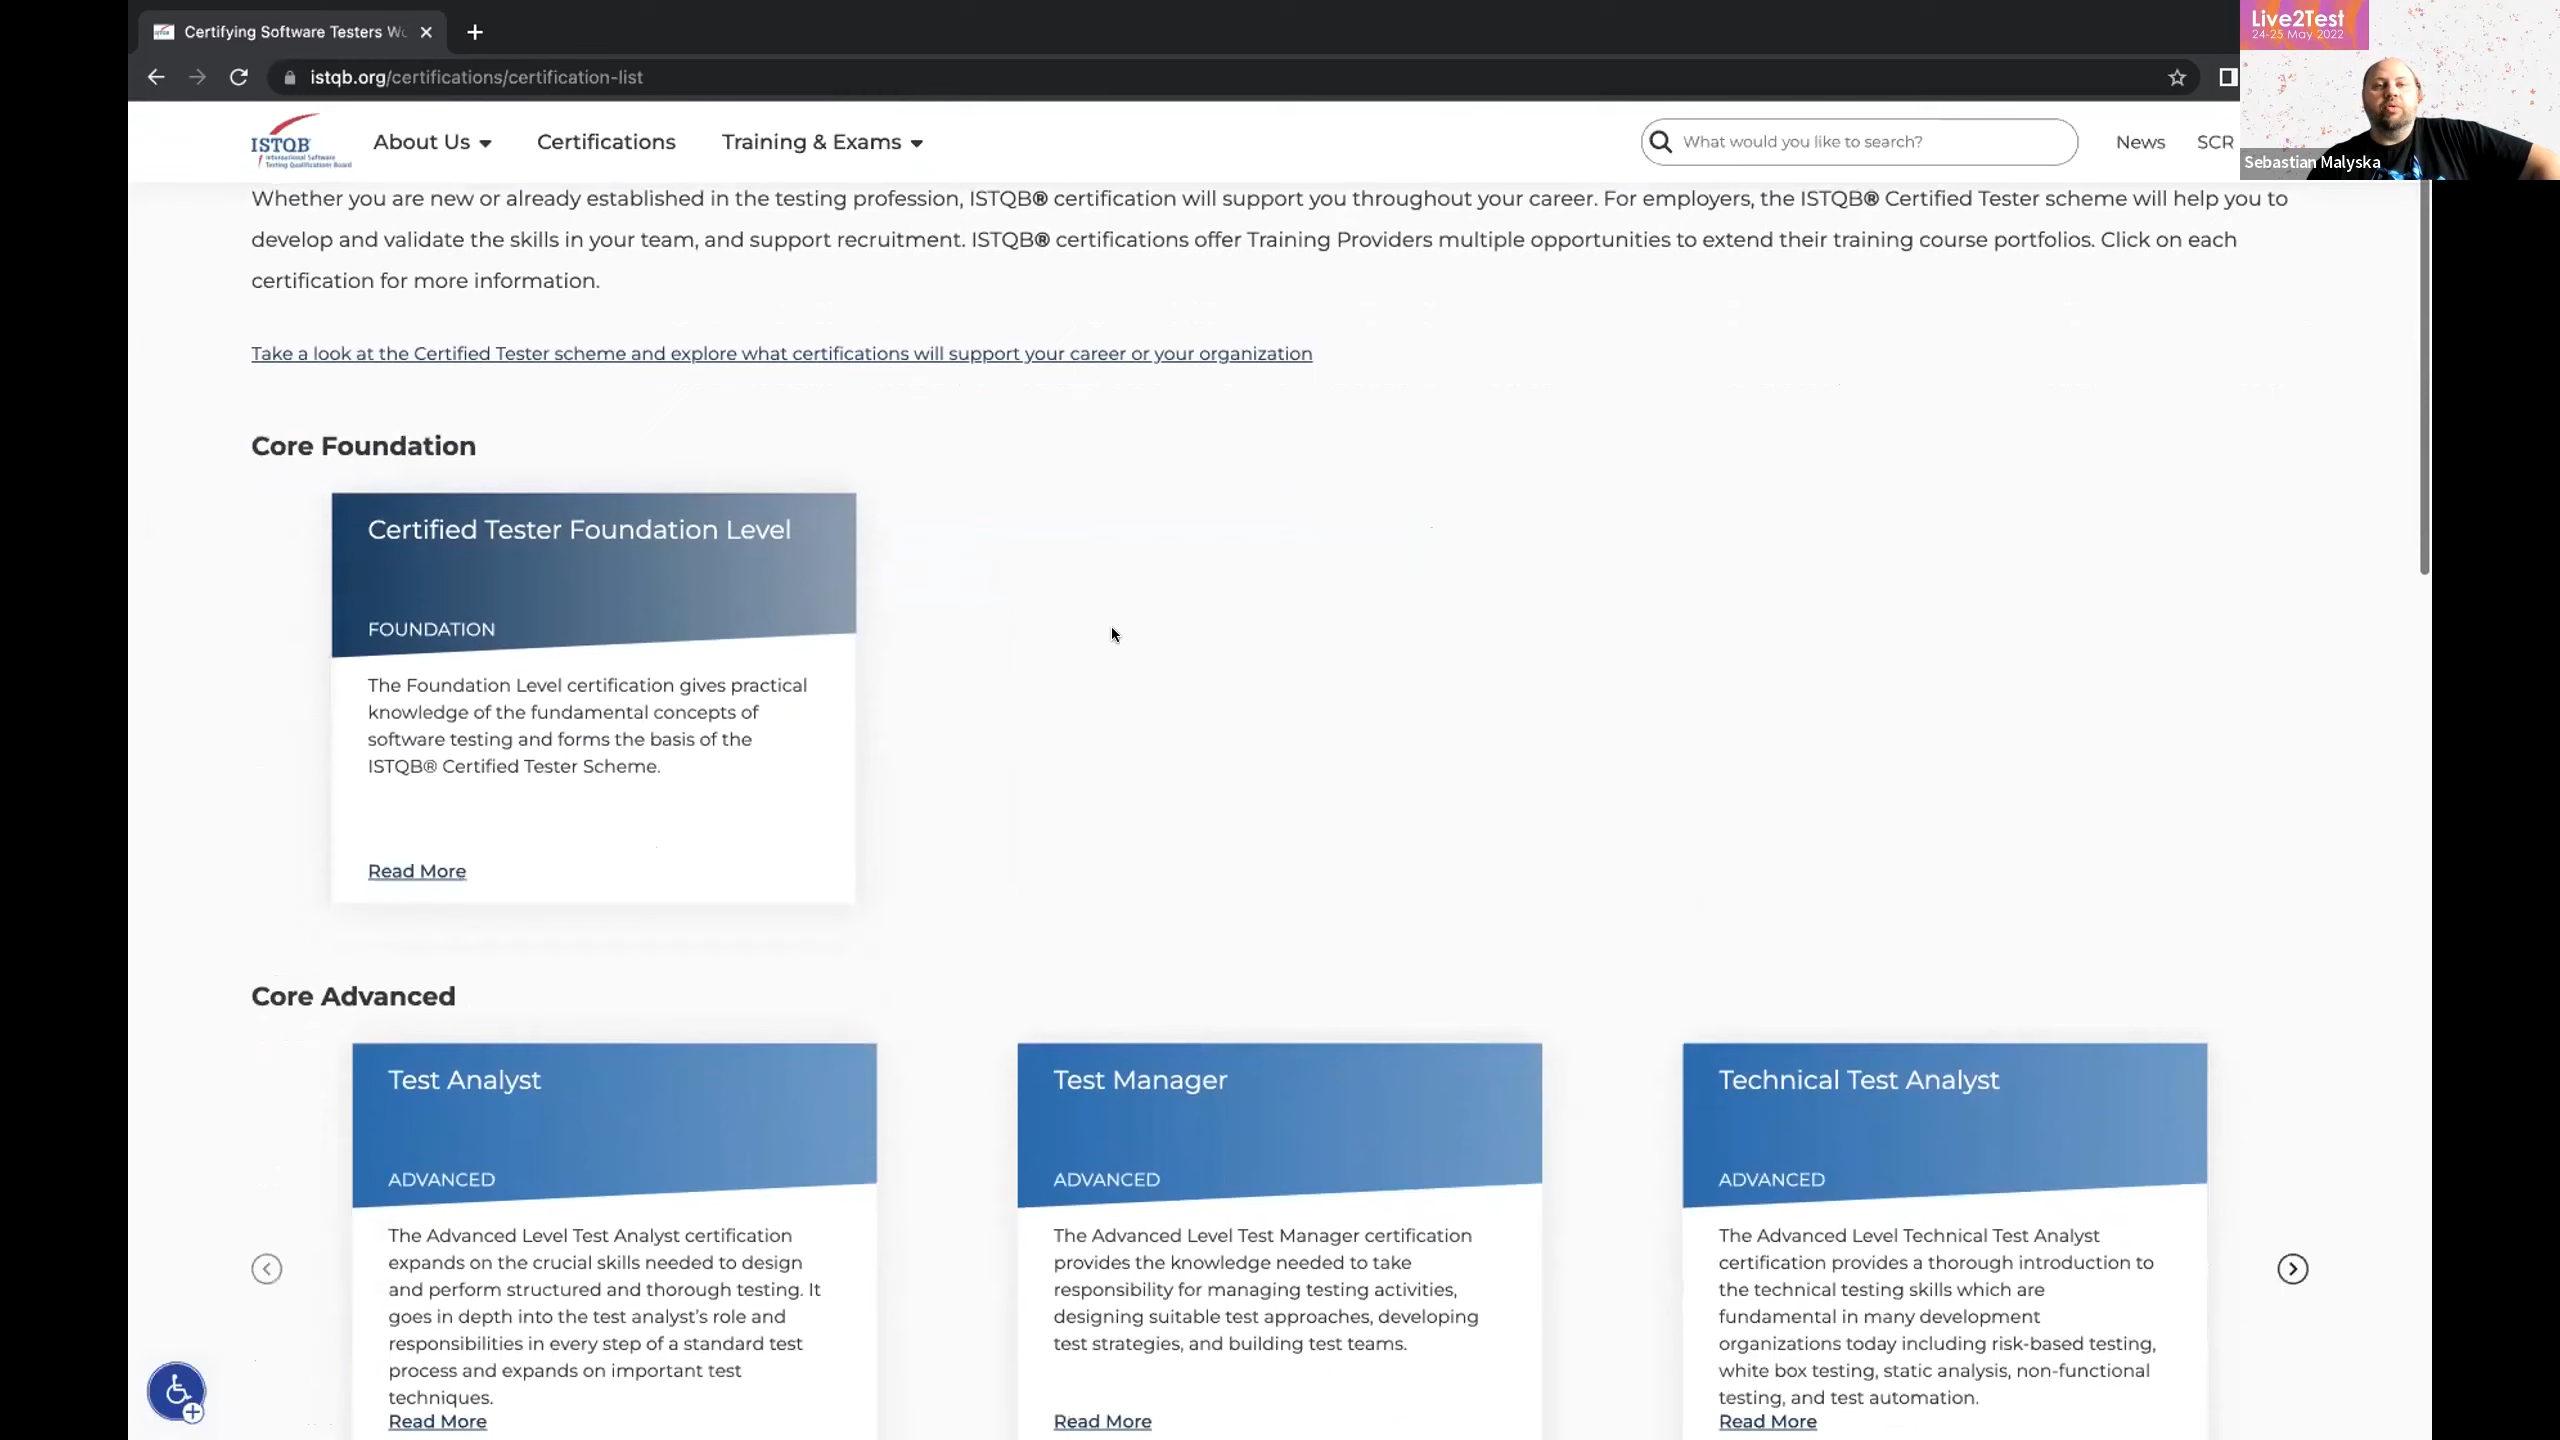 Certifying Software Testers Wo
istqb.org/certifications/certification-list
Live2Test
24-25 May 2022
Sebastian Malyska
ISTQB®
International Software
Testing Qualifications Board
About Us
Certifications
Training & Exams
What would you like to search?
News
SCR
Whether you are new or already established in the testing profession, ISTQB® certification will support you throughout your career. For employers, the ISTQB® Certified Tester scheme will help you to
develop and validate the skills in your team, and support recruitment. ISTQB® certifications offer Training Providers multiple opportunities to extend their training course portfolios. Click on each
certification for more information.
Take a look at the Certified Tester scheme and explore what certifications will support your career or your organization
Core Foundation
Certified Tester Foundation Level
FOUNDATION
The Foundation Level certification gives practical
knowledge of the fundamental concepts of
software testing and forms the basis of the
ISTQB® Certified Tester Scheme.
Read More
Core Advanced
Test Analyst
ADVANCED
The Advanced Level Test Analyst certification
expands on the crucial skills needed to design
and perform structured and thorough testing. It
goes in depth into the test analyst's role and
responsibilities in every step of a standard test
process and expands on important test
techniques.
Read More
Test Manager
ADVANCED
The Advanced Level Test Manager certification
provides the knowledge needed to take
responsibility for managing testing activities,
designing suitable test approaches, developing
test strategies, and building test teams.
Read More
Technical Test Analyst
ADVANCED
The Advanced Level Technical Test Analyst
certification provides a thorough introduction to
the technical testing skills which are
fundamental in many development
organizations today including risk-based testing,
white box testing, static analysis, non-functional
testing, and test automation.
Read More